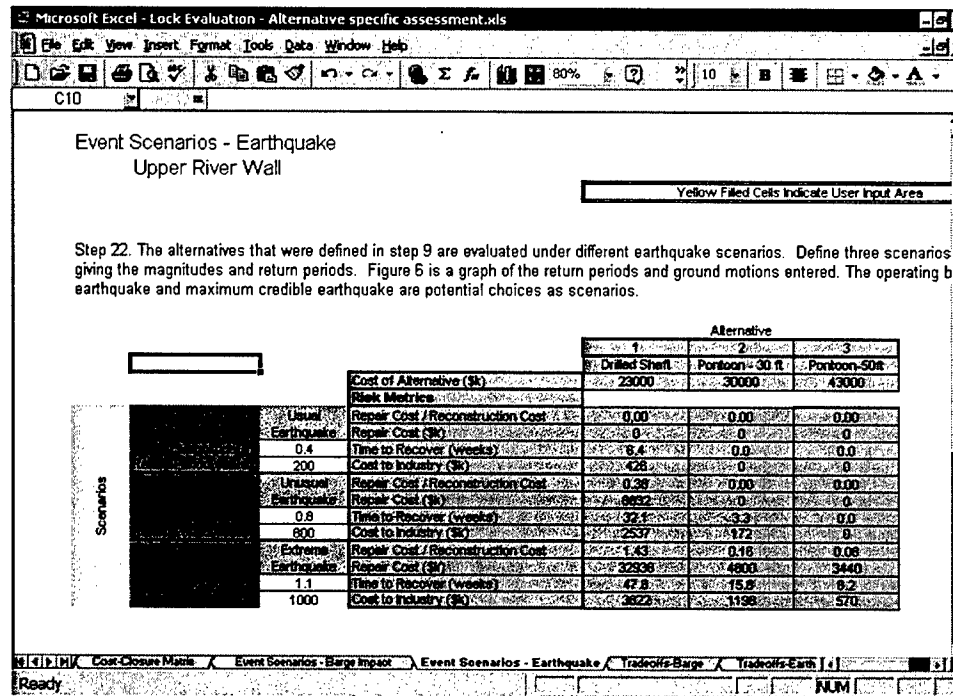 Microsoft Excel - Lock Evaluation - Alternative specific assessment.xls
File Edit View Insert Format Tools Data Window Help
80% 10 B A
C10 =
Event Scenarios - Earthquake
Upper River Wall
Yellow Filled Cells Indicate User Input Area
Step 22. The alternatives that were defined in step 9 are evaluated under different earthquake scenarios. Define three scenarios
giving the magnitudes and return periods. Figure 6 is a graph of the return periods and ground motions entered. The operating b
earthquake and maximum credible earthquake are potential choices as scenarios.
Alternative
1 2 3
Drilled Shaft Pontoon - 30 ft Pontoon-50ft
Cost of Alternative ($k) 23000 30000 43000
Risk Metrics
Scenarios
Usual Repair Cost / Reconstruction Cost 0.00 0.00 0.00
Earthquake Repair Cost ($k) 0 0 0
0.4 Time to Recover (weeks) 0.0 0.0
200 Cost to Industry ($k) 0 0
Unusual Repair Cost / Reconstruction Cost 0.00 0.00
Earthquake Repair Cost ($k) 0 0
0.8 Time to Recover (weeks) 32.1 3.3 0.0
Cost to Industry ($k) 2537 172 0
Extreme Repair Cost / Reconstruction Cost 1.43 0.16 0.08
Earthquake Repair Cost ($k) 4800 3440
1.1 Time to Recover (weeks) 47.8 15.8 8.2
1000 Cost to Industry ($k) 3622 1198 570
Cost-Closure Matrix Event Scenarios - Barge Impact Event Scenarios - Earthquake Tradeoffs-Barge Tradeoffs-Earth
Ready NUM